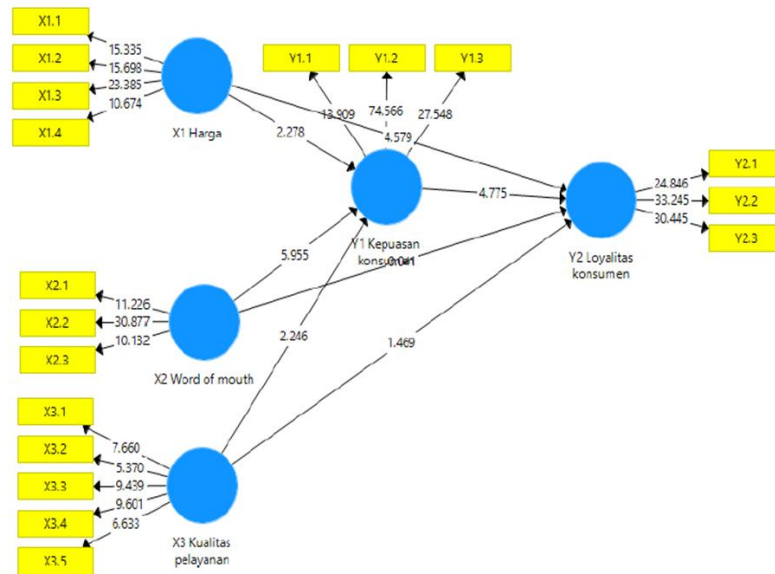 X1.1
X1.2
X1.3
X1.4
15.335
15.698
23.385
10.674
X1 Harga
Y1.1
Y1.2
Y1.3
13.909
74.566
27.548
2.278
4.579
Y1 Kepuasan
konsumen
5.955
4.775
0.041
Y2 Loyalitas
konsumen
24.846
33.245
30.445
Y2.1
Y2.2
Y2.3
X2.1
X2.2
X2.3
11.226
30.877
10.132
X2 Word of mouth
2.246
1.469
X3.1
X3.2
X3.3
X3.4
X3.5
7.660
5.370
9.439
9.601
6.633
X3 Kualitas
pelayanan